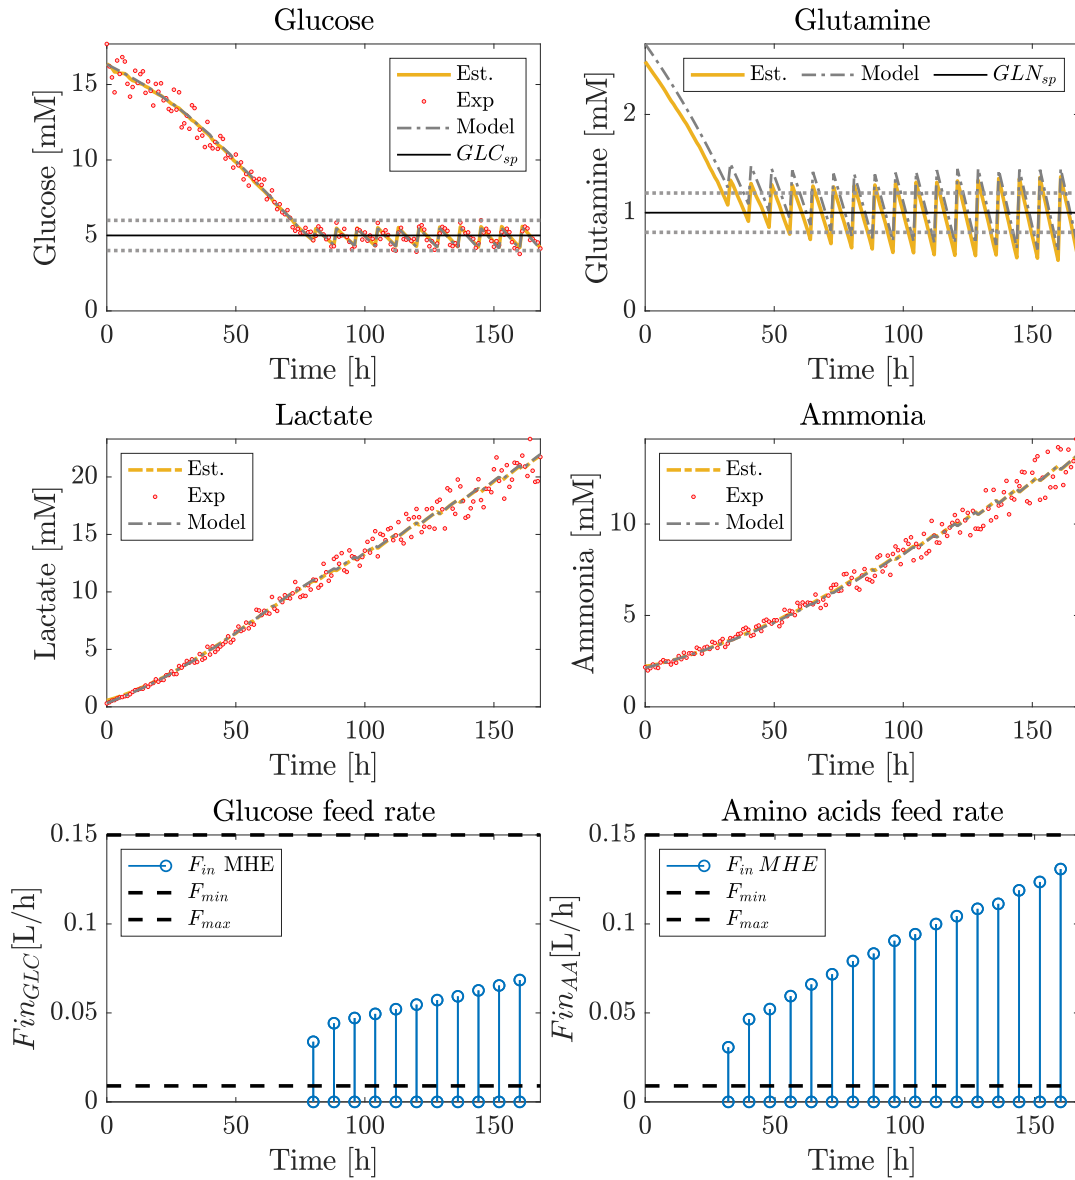 Glucose
Glucose [mM]
15
10
5
0
Est.
Exp
Model
GLC_sp
0 50 100 150
Time [h]
Glutamine
Glutamine [mM]
2
1
0
Est. Model GLN_sp
0 50 100 150
Time [h]
Lactate
Lactate [mM]
20
15
10
5
0
Est.
Exp
Model
0 50 100 150
Time [h]
Ammonia
Ammonia [mM]
10
5
0
Est.
Exp
Model
0 50 100 150
Time [h]
Glucose feed rate
Fin_GLC[L/h]
0.15
0.1
0.05
0
F_in MHE
F_min
F_max
0 50 100 150
Time [h]
Amino acids feed rate
Fin_AA[L/h]
0.15
0.1
0.05
0
F_in MHE
F_min
F_max
0 50 100 150
Time [h]